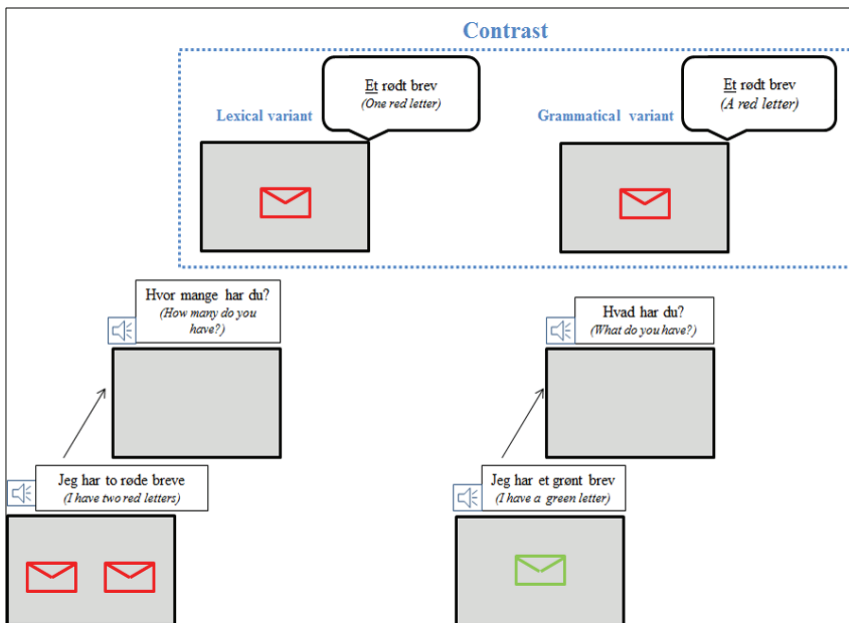 Contrast
Et rødt brev
(One red letter)
Et rødt brev
(A red letter)
Lexical variant
Grammatical variant
Hvor mange har du?
(How many do you
have?)
Hvad har du?
(What do you have?)
Jeg har to røde breve
(I have two red letters)
Jeg har et grønt brev
(I have a green letter)